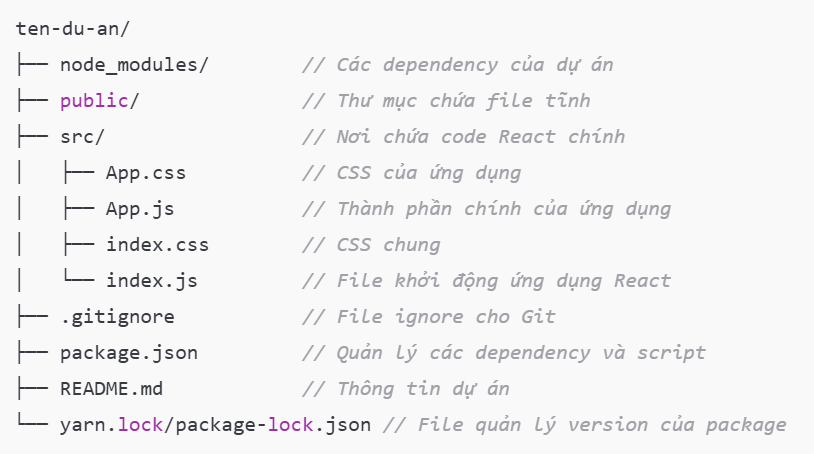 ten-du-an/
├── node_modules/        // Các dependency của dự án
├── public/              // Thư mục chứa file tĩnh
├── src/                 // Nơi chứa code React chính
│   ├── App.css          // CSS của ứng dụng
│   ├── App.js           // Thành phần chính của ứng dụng
│   ├── index.css        // CSS chung
│   └── index.js         // File khởi động ứng dụng React
├── .gitignore           // File ignore cho Git
├── package.json         // Quản lý các dependency và script
├── README.md            // Thông tin dự án
└── yarn.lock/package-lock.json // File quản lý version của package